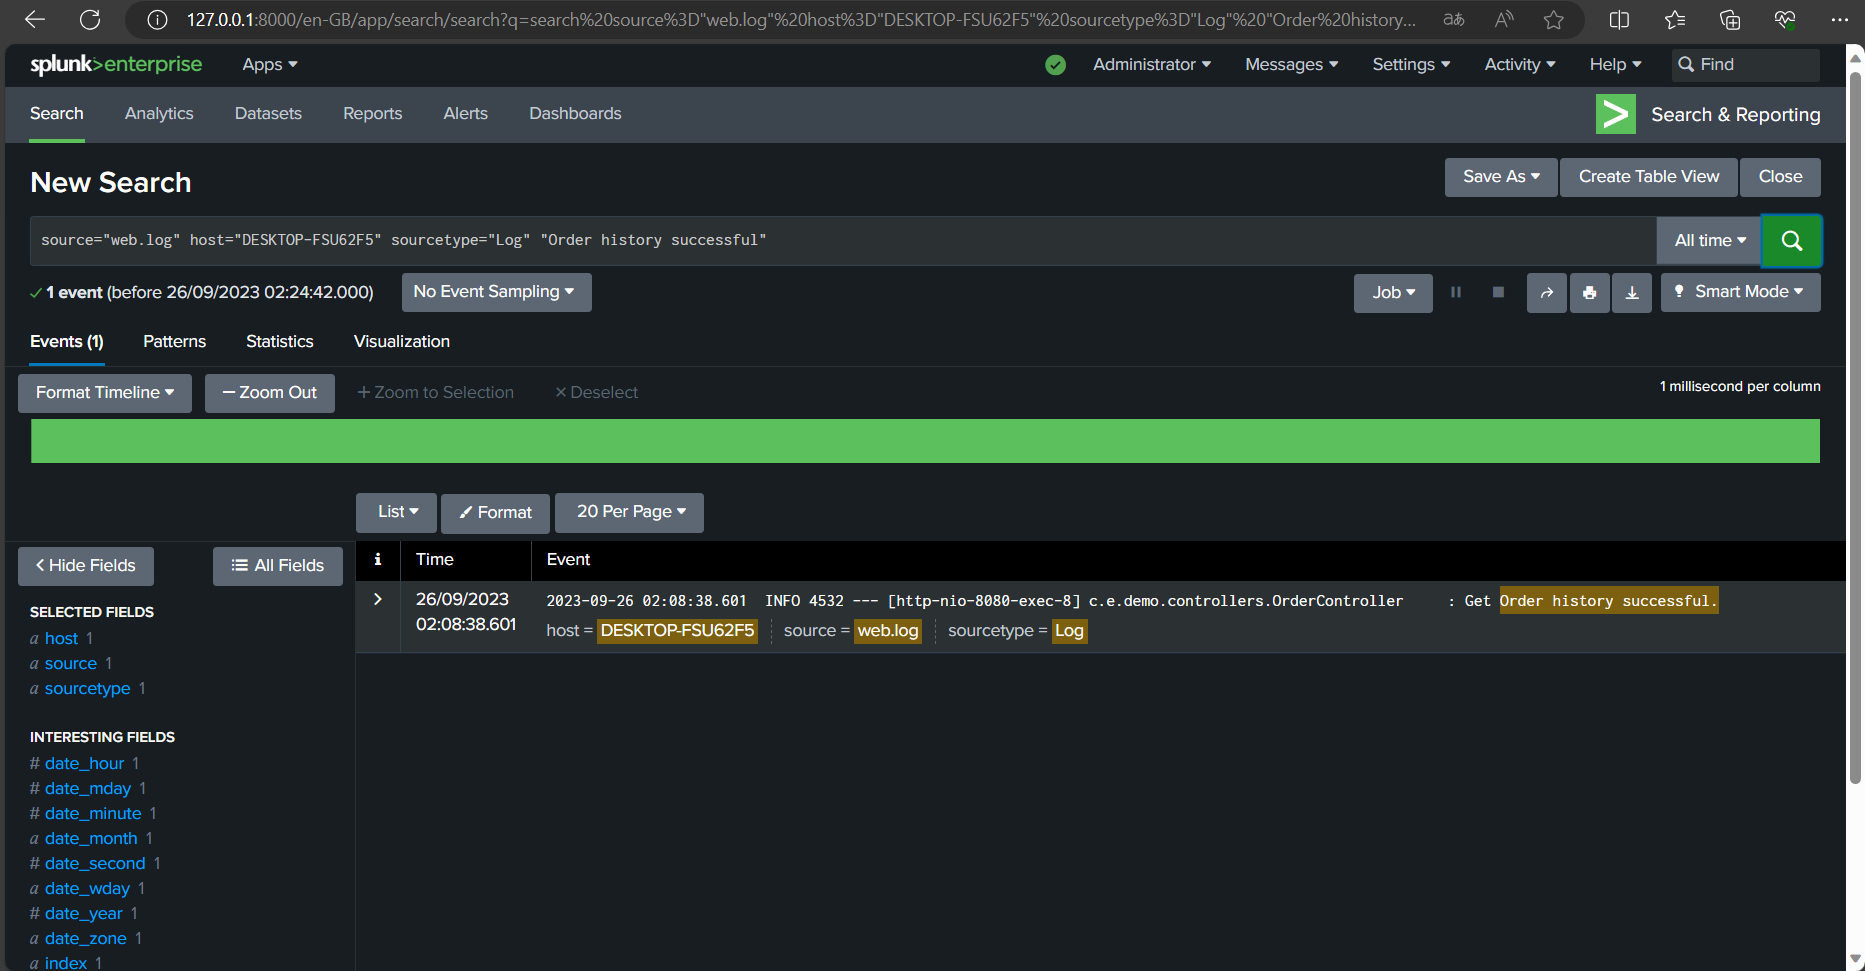 127.0.0.1:8000/en-GB/app/search/search?q=search%20source%3D"web.log"%20host%3D"DESKTOP-FSU62F5"%20sourcetype%3D"Log"%20"Order%20history...
splunk>enterprise Apps Administrator Messages Settings Activity Help Find
Search Analytics Datasets Reports Alerts Dashboards Search & Reporting
New Search Save As Create Table View Close
source="web.log" host="DESKTOP-FSU62F5" sourcetype="Log" "Order history successful" All time
1 event (before 26/09/2023 02:24:42.000) No Event Sampling Job Smart Mode
Events (1) Patterns Statistics Visualization
Format Timeline — Zoom Out + Zoom to Selection × Deselect 1 millisecond per column
List Format 20 Per Page
< Hide Fields All Fields
i Time Event
> 26/09/2023 02:08:38.601
2023-09-26 02:08:38.601 INFO 4532 --- [http-nio-8080-exec-8] c.e.demo.controllers.OrderController : Get Order history successful.
host = DESKTOP-FSU62F5 source = web.log sourcetype = Log
SELECTED FIELDS
a host 1
a source 1
a sourcetype 1
INTERESTING FIELDS
# date_hour 1
# date_mday 1
# date_minute 1
a date_month 1
# date_second 1
a date_wday 1
# date_year 1
a date_zone 1
a index 1